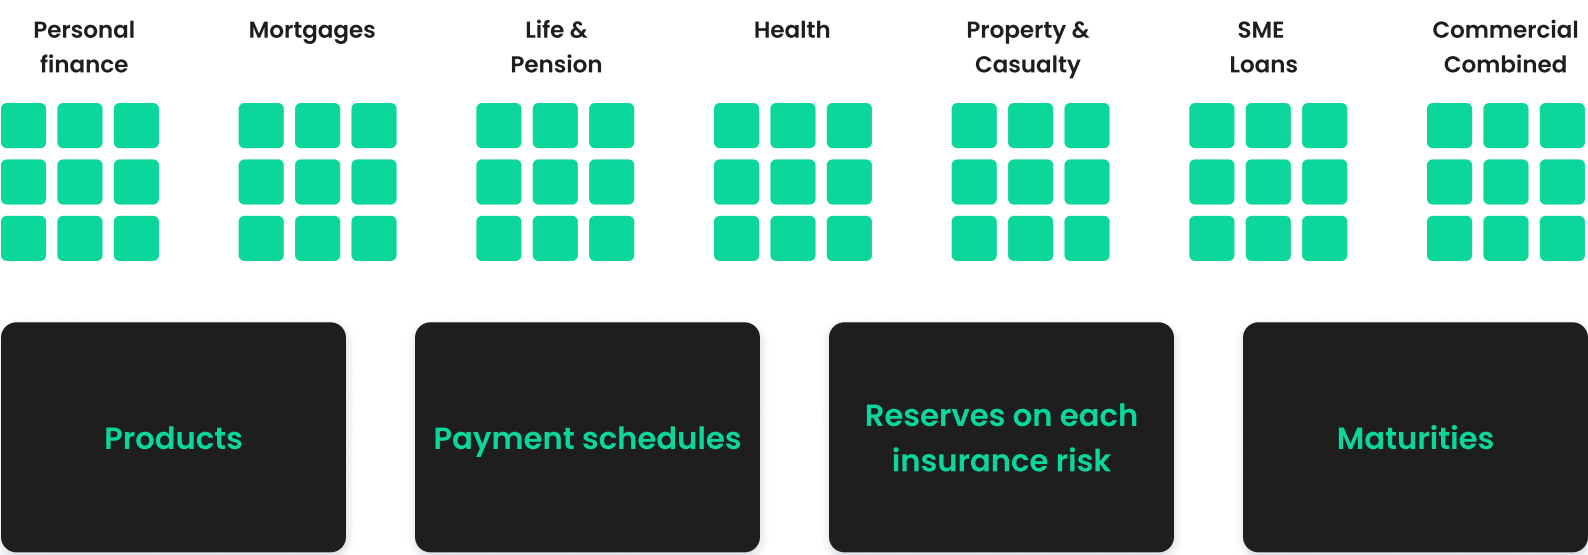 Personal
finance
Mortgages
Life &
Pension
Health
Property &
Casualty
SME
Loans
Commercial
Combined
Products
Payment schedules
Reserves on each
insurance risk
Maturities